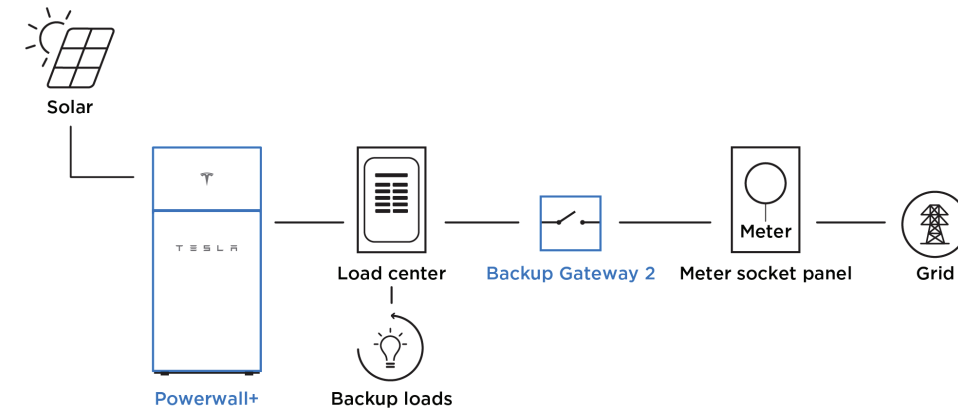 Solar
TESLA
Meter
Load center
Backup Gateway 2
Meter socket panel
Grid
Powerwall+
Backup loads